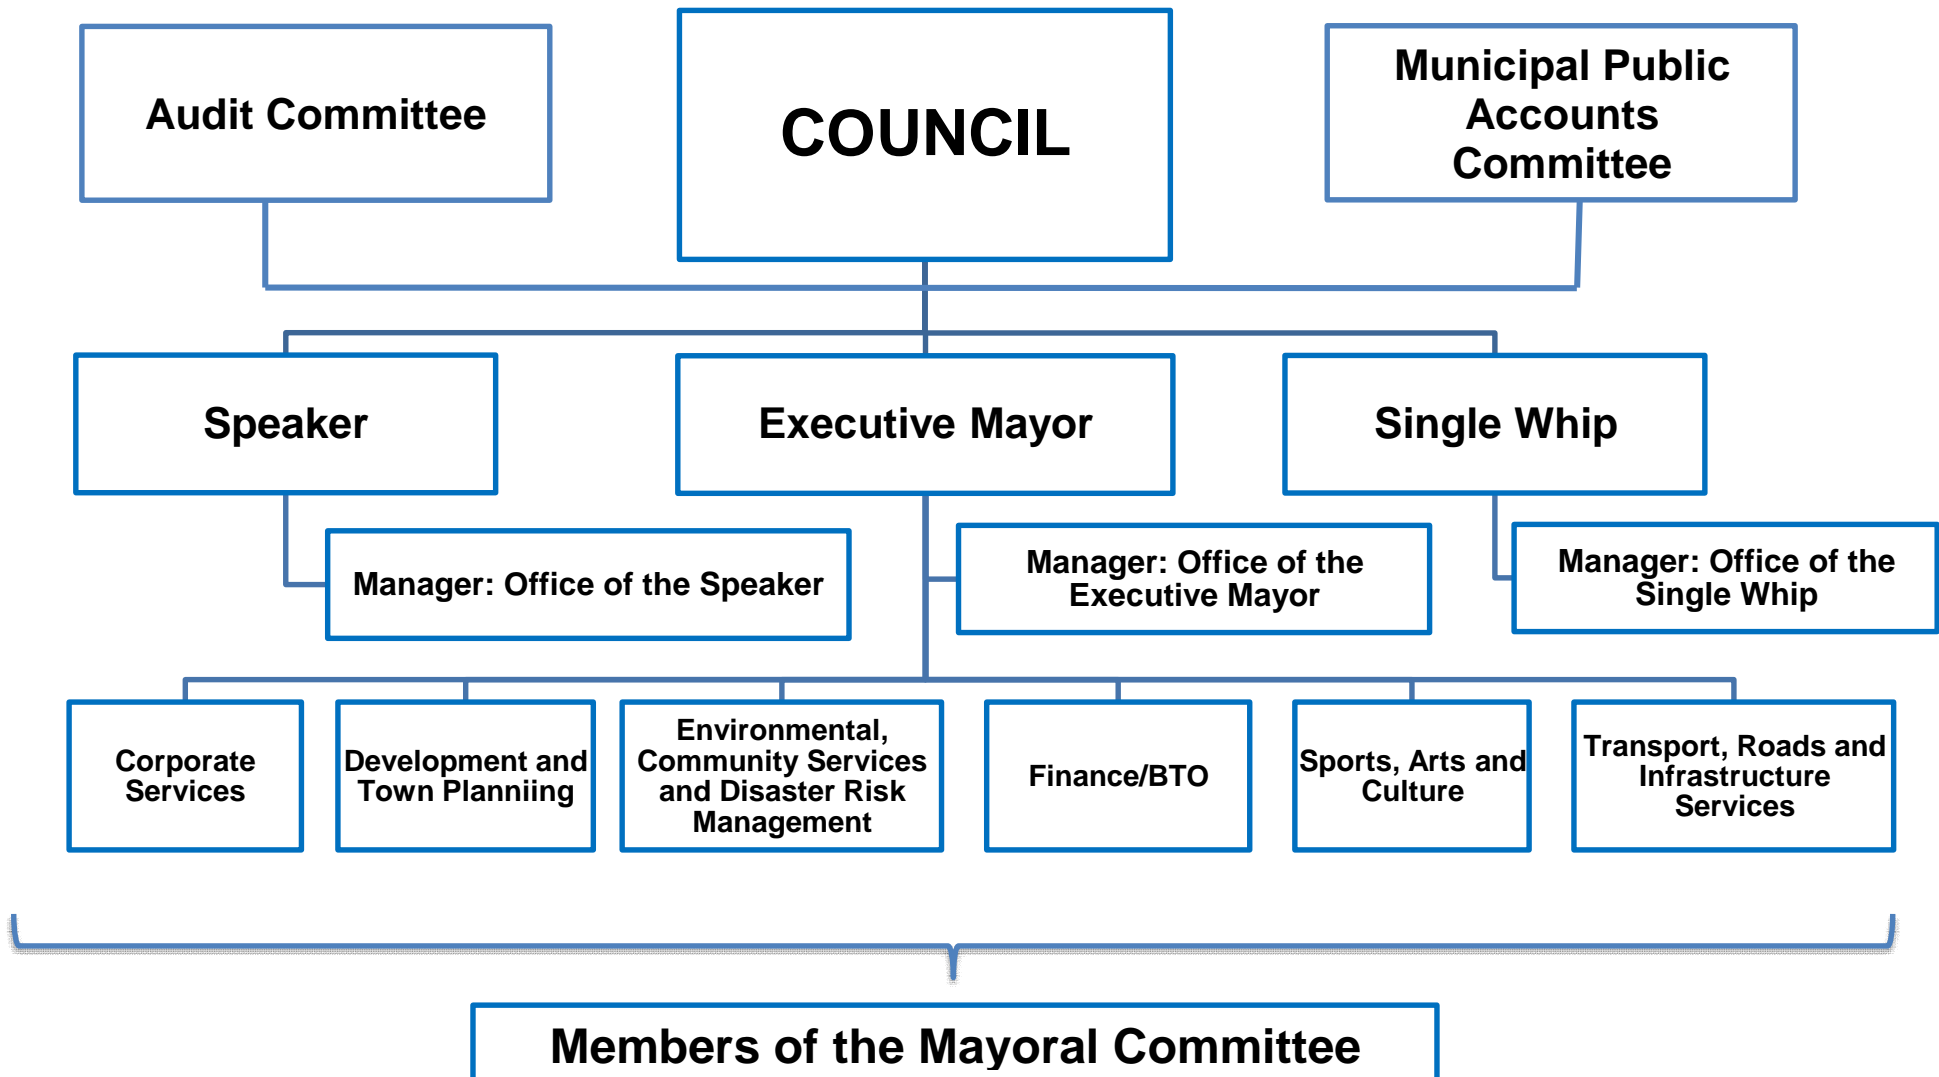 Audit Committee
COUNCIL
Municipal Public
Accounts
Committee
Speaker
Executive Mayor
Single Whip
Manager: Office of the Speaker
Manager: Office of the
Executive Mayor
Manager: Office of the
Single Whip
Corporate
Services
Development and
Town Planniing
Environmental,
Community Services
and Disaster Risk
Management
Finance/BTO
Sports, Arts and
Culture
Transport, Roads and
Infrastructure
Services
Members of the Mayoral Committee